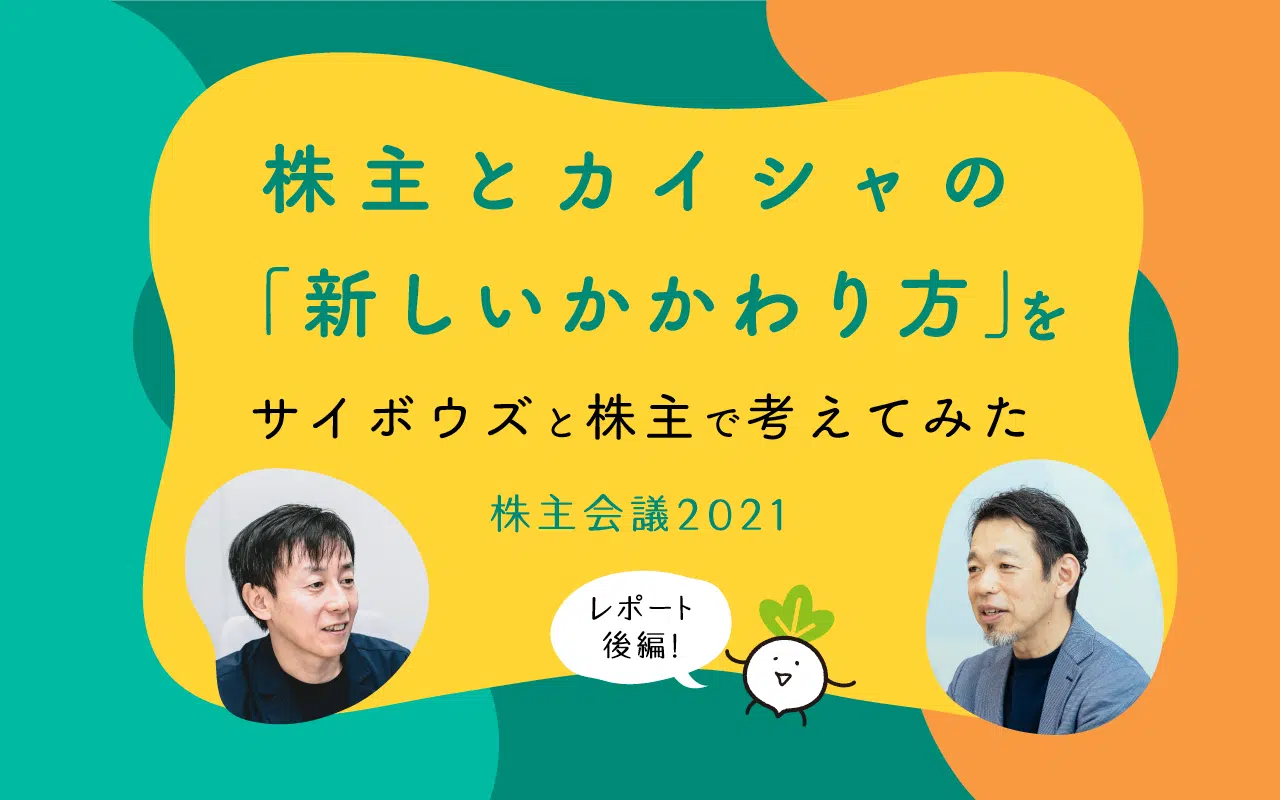 株主とカイシャの
「新しいかかわり方」を
サイボウズと株主で考えてみた
株主会議2021
レポート
後編!